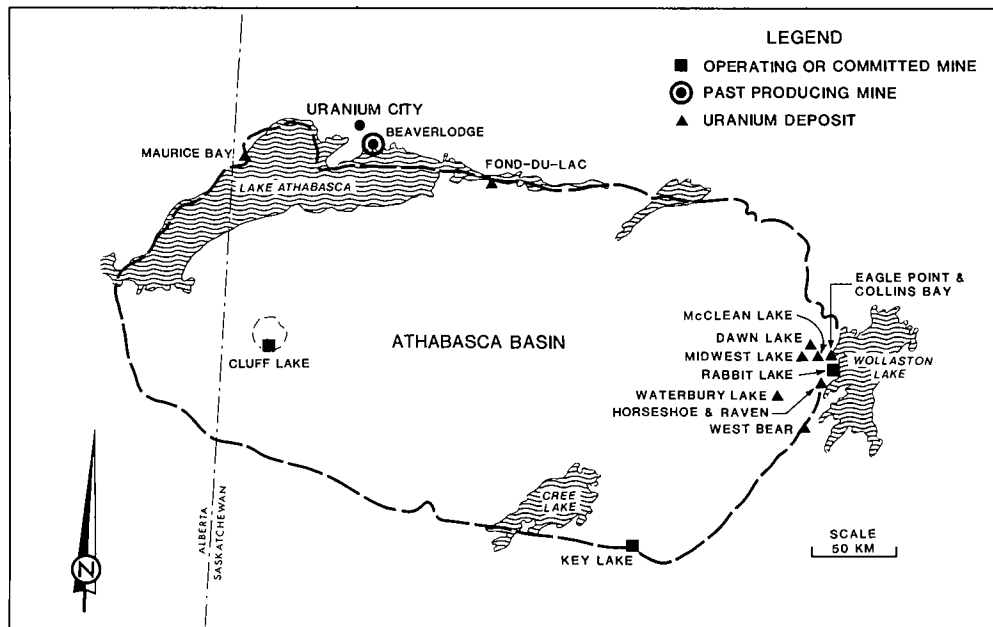 LEGEND
OPERATING OR COMMITTED MINE
PAST PRODUCING MINE
URANIUM DEPOSIT
URANIUM CITY
BEAVERLODGE
MAURICE BAY
FOND-DU-LAC
LAKE ATHABASCA
EAGLE POINT &
COLLINS BAY
McCLEAN LAKE
DAWN LAKE
MIDWEST LAKE
WOLLASTON
LAKE
RABBIT LAKE
ATHABASCA BASIN
CLUFF LAKE
WATERBURY LAKE
HORSESHOE & RAVEN
WEST BEAR
CREE
LAKE
KEY LAKE
SCALE
50 KM
ALBERTA
SASKATCHEWAN
N